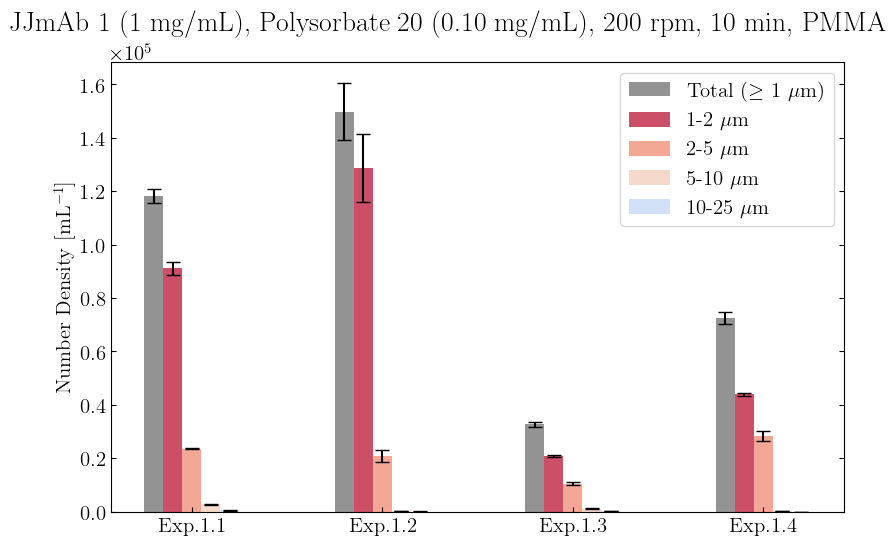 JJmAb 1 (1 mg/mL), Polysorbate 20 (0.10 mg/mL), 200 rpm, 10 min, PMMA
×10⁵
1.6
1.4
1.2
1.0
0.8
0.6
0.4
0.2
0.0
Number Density [mL⁻¹]
Total (≥ 1 μm)
1-2 μm
2-5 μm
5-10 μm
10-25 μm
Exp.1.1 Exp.1.2 Exp.1.3 Exp.1.4